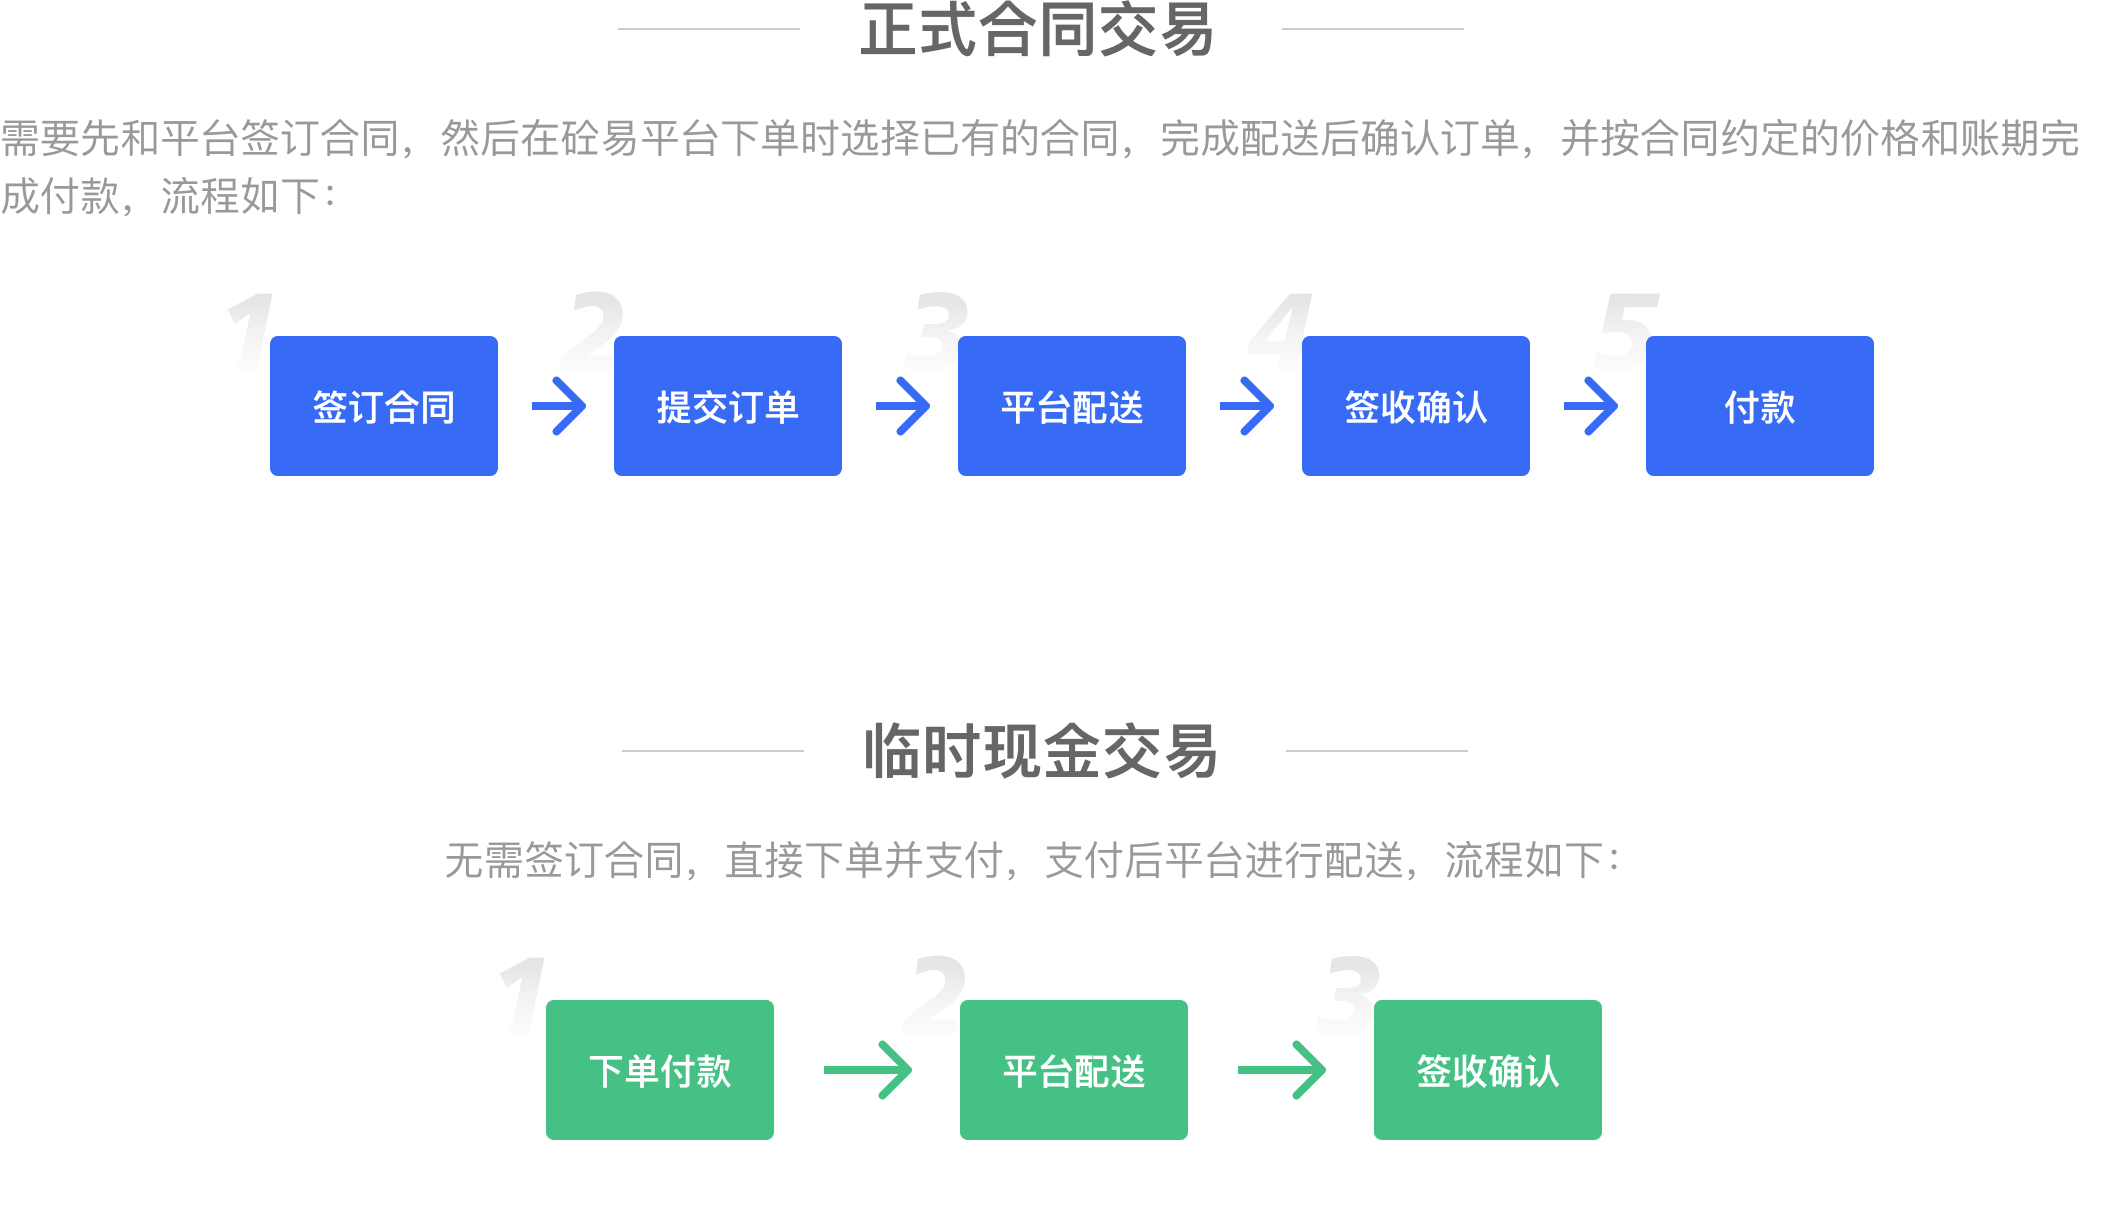 正式合同交易
需要先和平台签订合同，然后在砼易平台下单时选择已有的合同，完成配送后确认订单，并按合同约定的价格和账期完
成付款，流程如下：
1 2 3 4 5
签订合同 提交订单 平台配送 签收确认 付款
临时现金交易
无需签订合同，直接下单并支付，支付后平台进行配送，流程如下：
1 2 3
下单付款 平台配送 签收确认